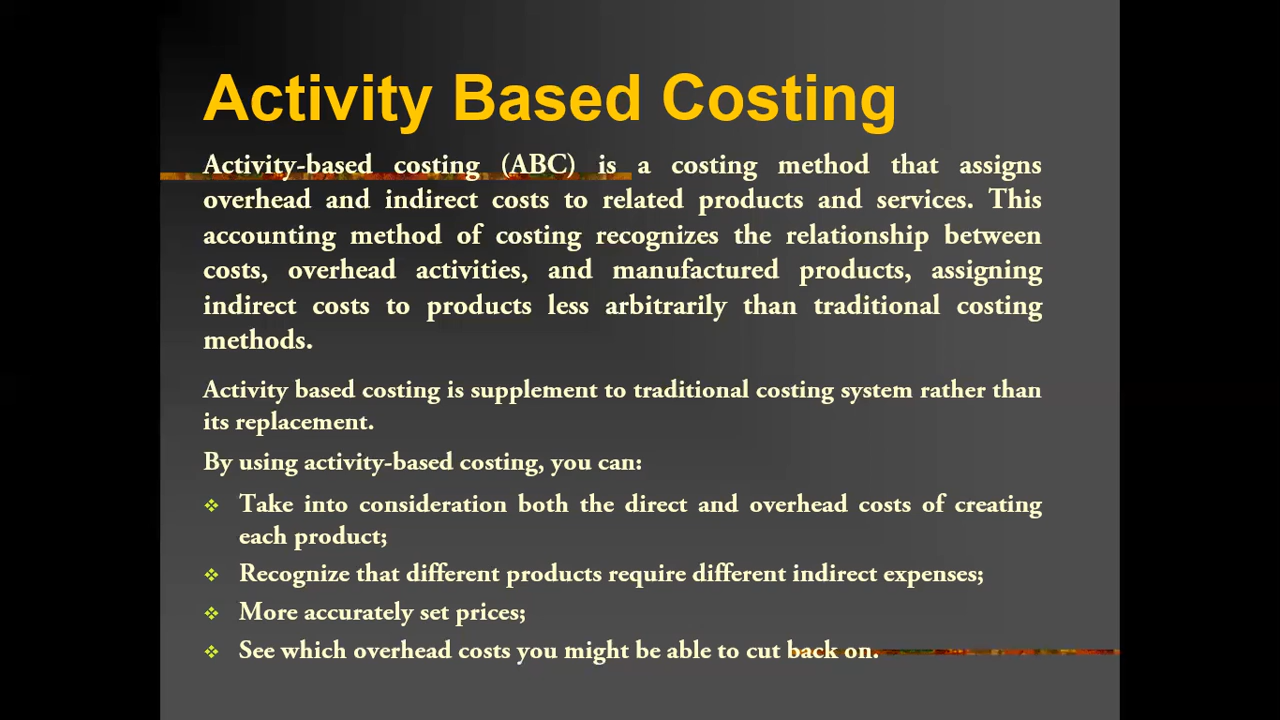 Activity Based Costing
Activity-based costing (ABC) is a costing method that assigns
overhead and indirect costs to related products and services. This
accounting method of costing recognizes the relationship between
costs, overhead activities, and manufactured products, assigning
indirect costs to products less arbitrarily than traditional costing
methods.
Activity based costing is supplement to traditional costing system rather than
its replacement.
By using activity-based costing, you can:
❖ Take into consideration both the direct and overhead costs of creating
each product;
❖ Recognize that different products require different indirect expenses;
❖ More accurately set prices;
❖ See which overhead costs you might be able to cut back on.